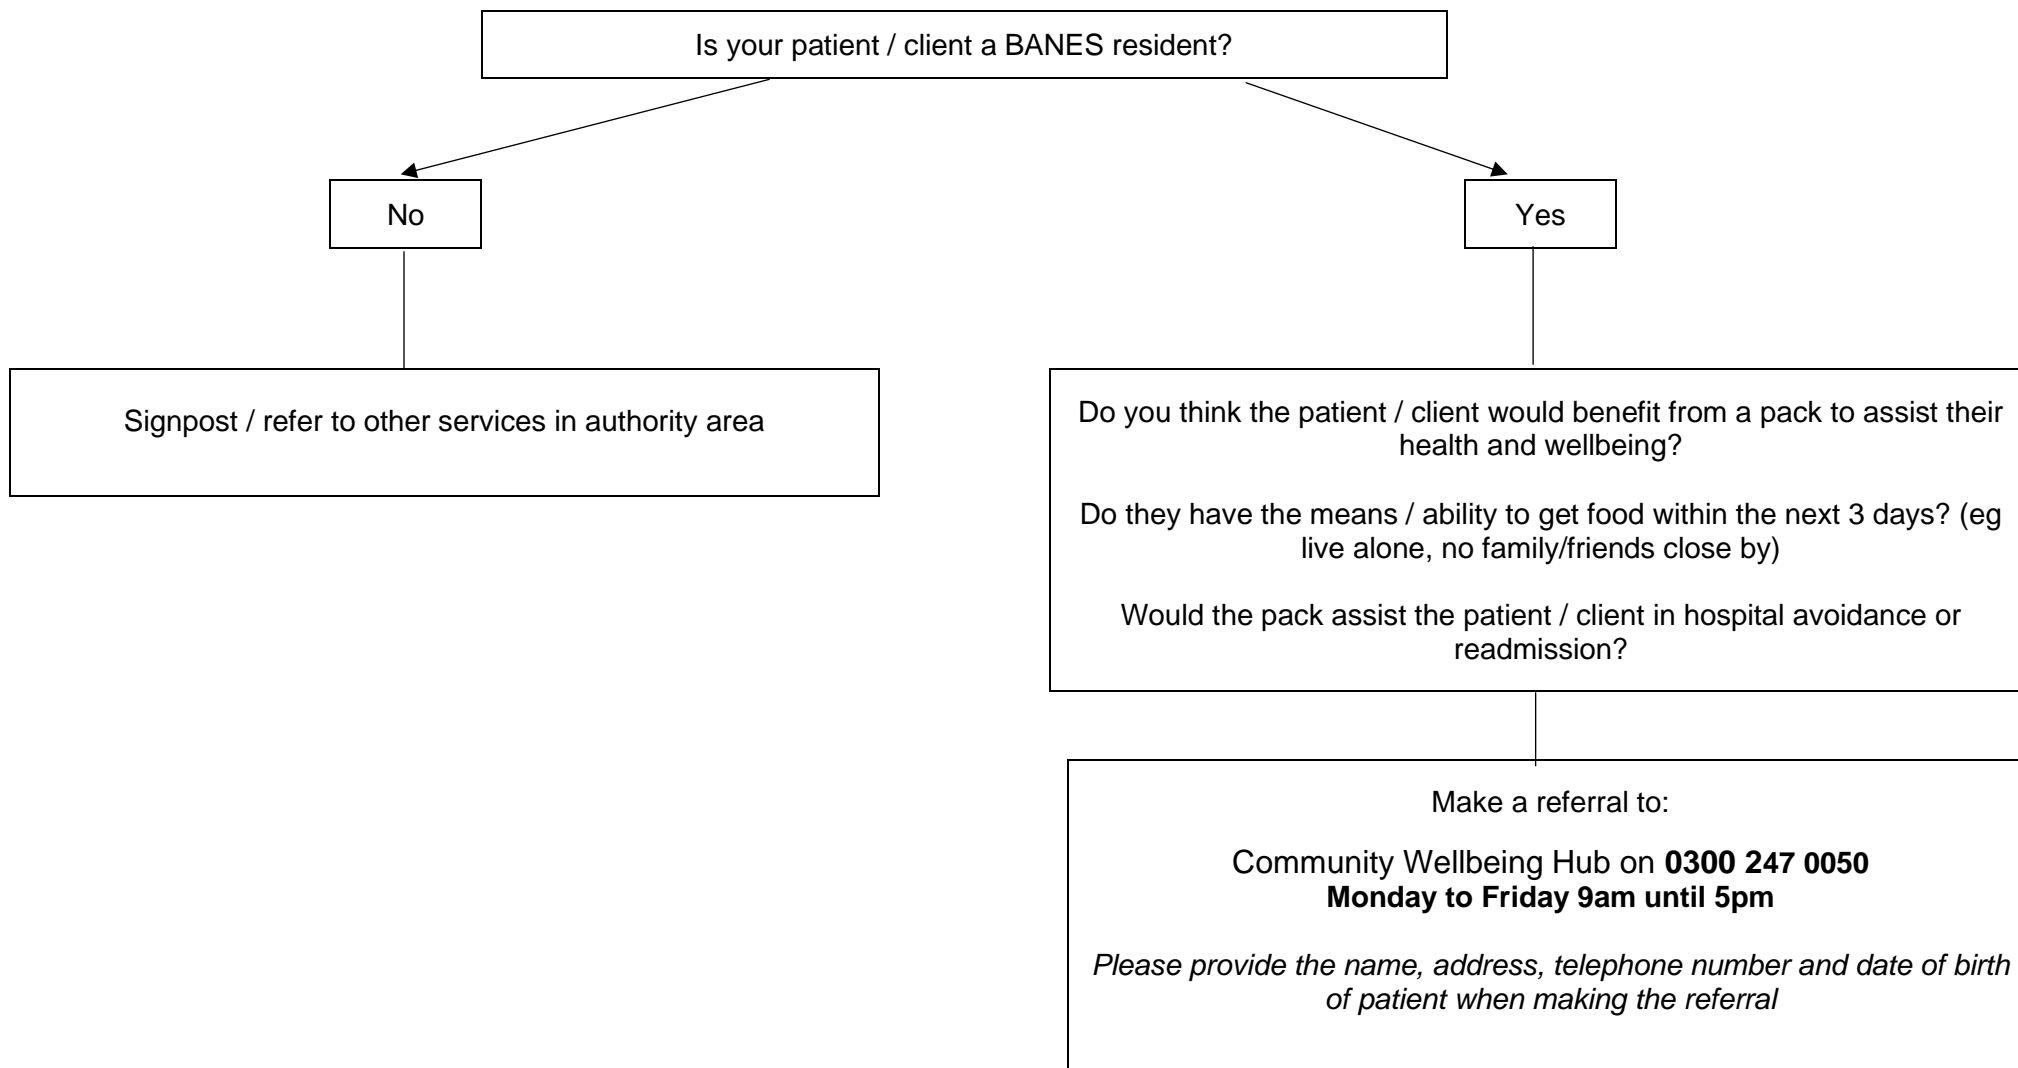 Is your patient / client a BANES resident?
No
Yes
Signpost / refer to other services in authority area
Do you think the patient / client would benefit from a pack to assist their
health and wellbeing?
Do they have the means / ability to get food within the next 3 days? (eg
live alone, no family/friends close by)
Would the pack assist the patient / client in hospital avoidance or
readmission?
Make a referral to:
Community Wellbeing Hub on 0300 247 0050
Monday to Friday 9am until 5pm
Please provide the name, address, telephone number and date of birth
of patient when making the referral